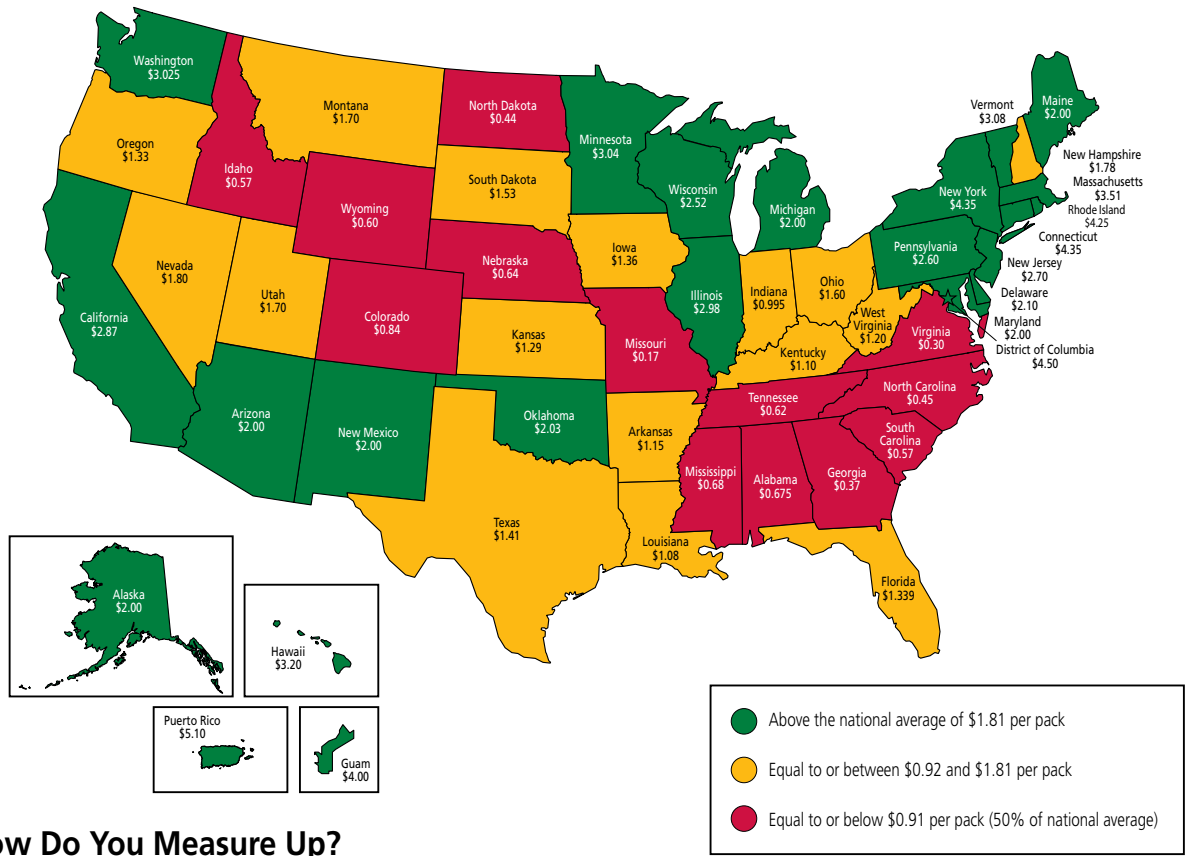 Washington
$3.025
Oregon
$1.33
California
$2.87
Nevada
$1.80
Idaho
$0.57
Montana
$1.70
Wyoming
$0.60
Utah
$1.70
Colorado
$0.84
Arizona
$2.00
New Mexico
$2.00
North Dakota
$0.44
South Dakota
$1.53
Nebraska
$0.64
Kansas
$1.29
Oklahoma
$2.03
Texas
$1.41
Minnesota
$3.04
Iowa
$1.36
Missouri
$0.17
Arkansas
$1.15
Louisiana
$1.08
Wisconsin
$2.52
Illinois
$2.98
Michigan
$2.00
Indiana
$0.995
Ohio
$1.60
Kentucky
$1.10
West
Virginia
$1.20
Virginia
$0.30
Tennessee
$0.62
North Carolina
$0.45
South
Carolina
$0.57
Mississippi
$0.68
Alabama
$0.675
Georgia
$0.37
Florida
$1.339
Pennsylvania
$2.60
New York
$4.35
Vermont
$3.08
Maine
$2.00
New Hampshire
$1.78
Massachusetts
$3.51
Rhode Island
$4.25
Connecticut
$4.35
New Jersey
$2.70
Delaware
$2.10
Maryland
$2.00
District of Columbia
$4.50
Alaska
$2.00
Hawaii
$3.20
Puerto Rico
$5.10
Guam
$4.00
Above the national average of $1.81 per pack
Equal to or between $0.92 and $1.81 per pack
Equal to or below $0.91 per pack (50% of national average)
ow Do You Measure Up?